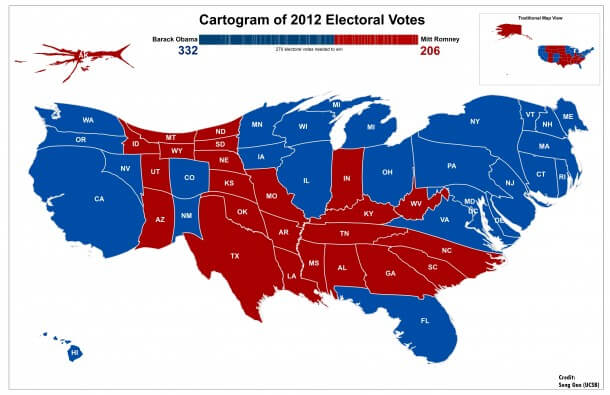 Cartogram of 2012 Electoral Votes
Traditional Map View
Barack Obama
Mitt Romney
332
270 electoral votes needed to win
206
AK
WA
OR
CA
NV
ID
MT
WY
UT
AZ
CO
NM
ND
SD
NE
KS
OK
TX
MN
IA
MO
AR
LA
WI
IL
MI
MI
IN
OH
KY
TN
MS
AL
GA
FL
SC
NC
VA
WV
MD
DC
DE
PA
NJ
NY
VT
NH
ME
MA
CT
RI
HI
Credit: